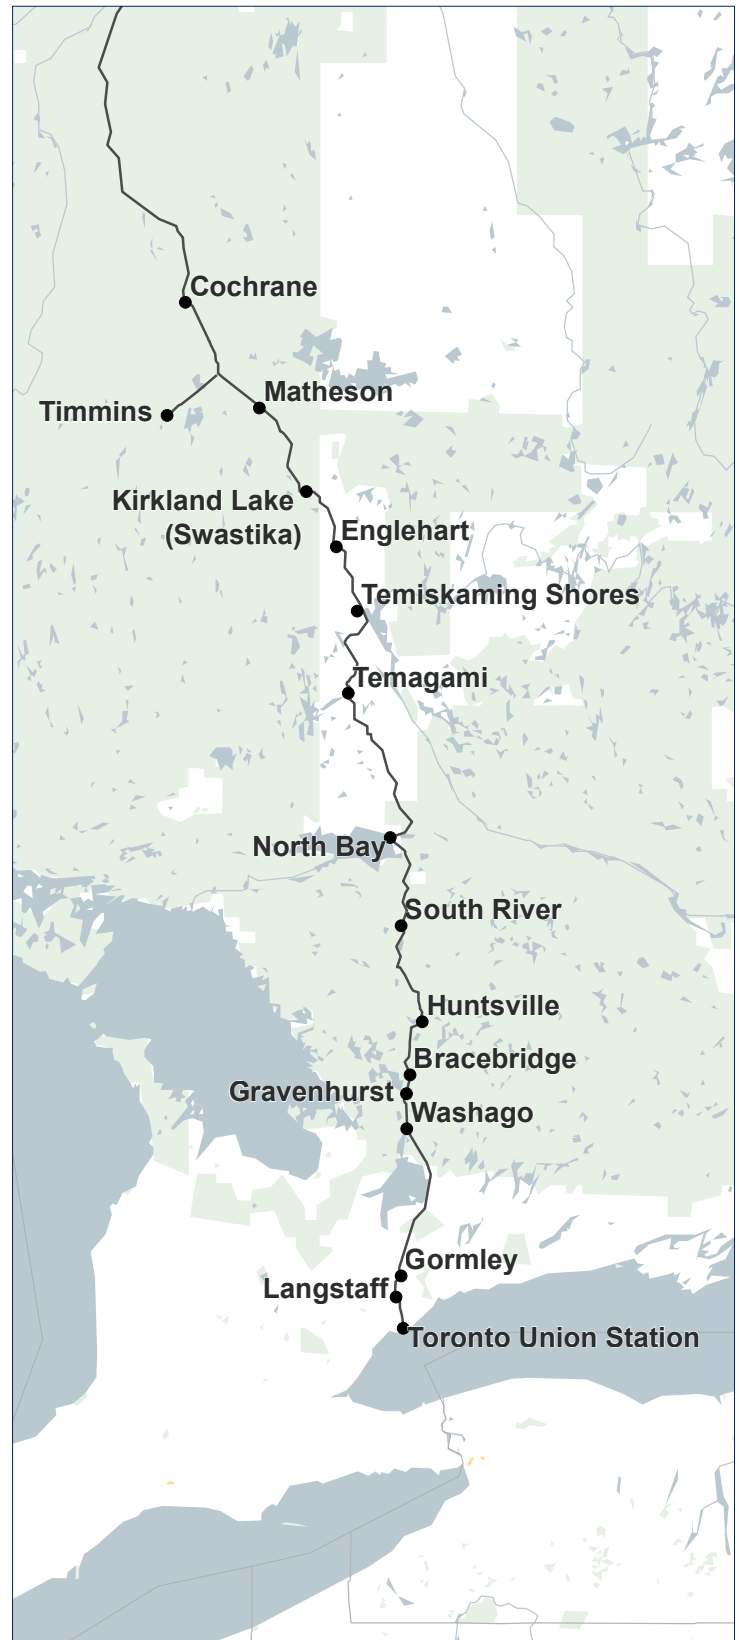 Cochrane
Matheson
Timmins
Kirkland Lake
(Swastika)
Englehart
Temiskaming Shores
Temagami
North Bay
South River
Huntsville
Bracebridge
Gravenhurst
Washago
Gormley
Langstaff
Toronto Union Station